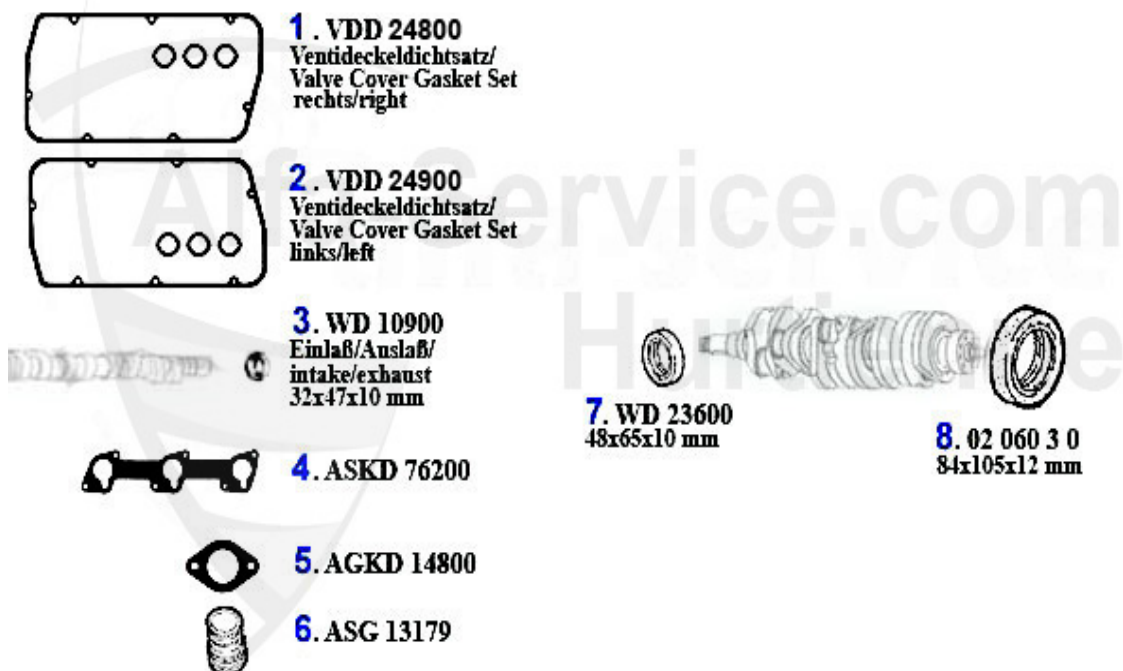 1. VDD 24800
Ventideckeldichtsatz/
Valve Cover Gasket Set
rechts/right
2. VDD 24900
Ventideckeldichtsatz/
Valve Cover Gasket Set
links/left
3. WD 10900
Einlaß/Auslaß/
intake/exhaust
32x47x10 mm
4. ASKD 76200
5. AGKD 14800
6. ASG 13179
7. WD 23600
48x65x10 mm
8. 02 060 3 0
84x105x12 mm